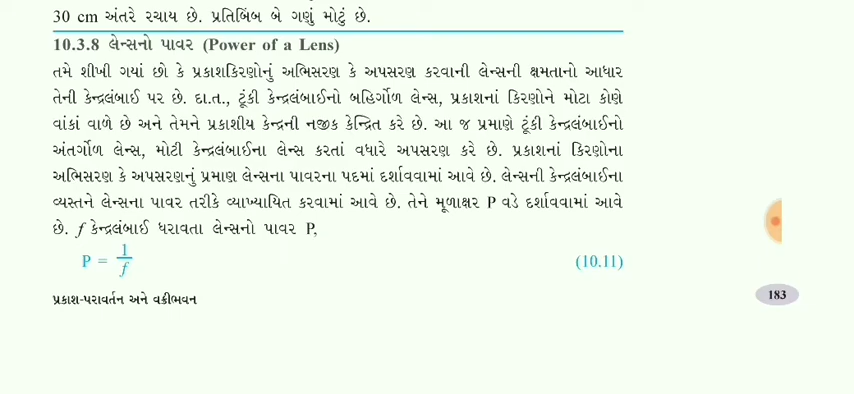 30 cm અંતરે રચાય છે. પ્રતિબિંબ બે ગણું મોટું છે.
10.3.8 લેન્સનો પાવર (Power of a Lens)
તમે શીખી ગયાં છો કે પ્રકાશકિરણોનું અભિસરણ કે અપસરણ કરવાની લેન્સની ક્ષમતાનો આધાર
તેની કેન્દ્રલંબાઈ પર છે. દા.ત., ટૂંકી કેન્દ્રલંબાઈનો બહિર્ગોળ લેન્સ, પ્રકાશનાં કિરણોને મોટા કોણે
વાંકાં વાળે છે અને તેમને પ્રકાશીય કેન્દ્રની નજીક કેન્દ્રિત કરે છે. આ જ પ્રમાણે ટૂંકી કેન્દ્રલંબાઈનો
અંતર્ગોળ લેન્સ, મોટી કેન્દ્રલંબાઈના લેન્સ કરતાં વધારે અપસરણ કરે છે. પ્રકાશનાં કિરણોના
અભિસરણ કે અપસરણનું પ્રમાણ લેન્સના પાવરના પદમાં દર્શાવવામાં આવે છે. લેન્સની કેન્દ્રલંબાઈના
વ્યસ્તને લેન્સના પાવર તરીકે વ્યાખ્યાયિત કરવામાં આવે છે. તેને મૂળાક્ષર P વડે દર્શાવવામાં આવે
છે. f કેન્દ્રલંબાઈ ધરાવતા લેન્સનો પાવર P,
P = 1/f (10.11)
પ્રકાશ-પરાવર્તન અને વક્રીભવન 183